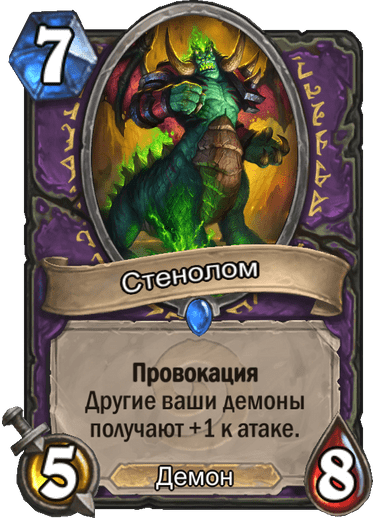 7
Стенолом
Провокация
Другие ваши демоны
получают +1 к атаке.
5
Демон
8